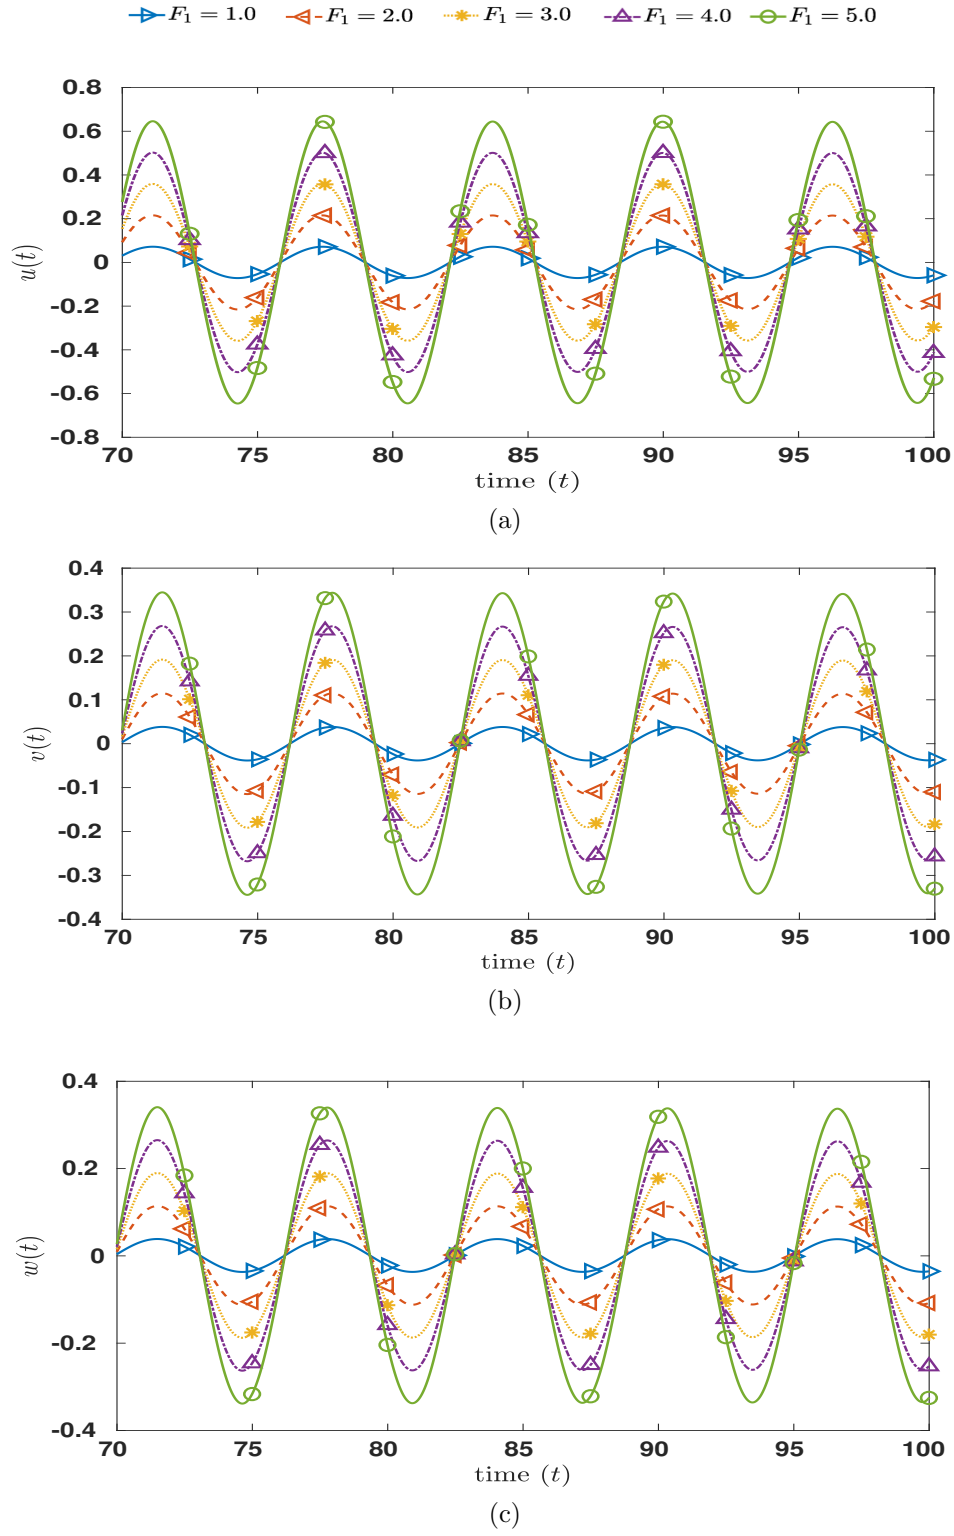 F₁ = 1.0 F₁ = 2.0 F₁ = 3.0 F₁ = 4.0 F₁ = 5.0
0.8
0.6
0.4
0.2
0
-0.2
-0.4
-0.6
-0.8
u(t)
70 75 80 85 90 95 100
time (t)
(a)
0.4
0.3
0.2
0.1
0
-0.1
-0.2
-0.3
-0.4
v(t)
70 75 80 85 90 95 100
time (t)
(b)
0.4
0.2
0
-0.2
-0.4
w(t)
70 75 80 85 90 95 100
time (t)
(c)